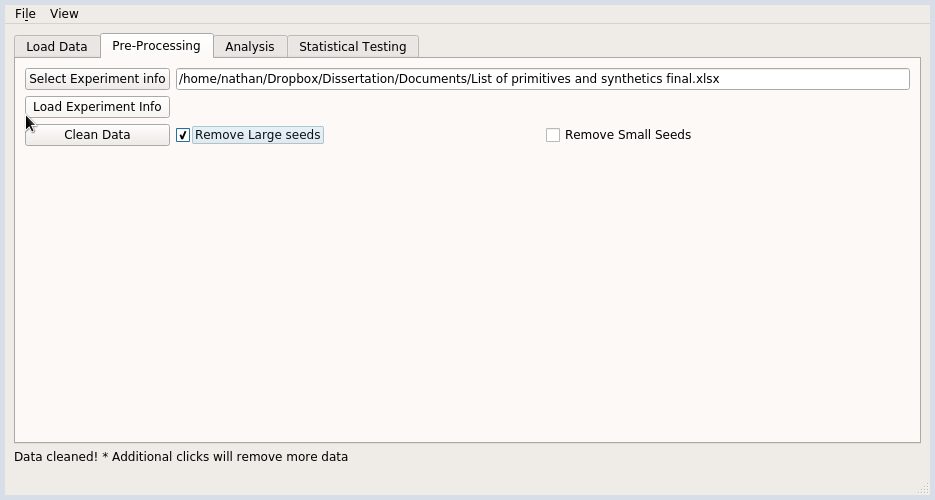 File View
Load Data Pre-Processing Analysis Statistical Testing
Select Experiment info /home/nathan/Dropbox/Dissertation/Documents/List of primitives and synthetics final.xlsx
Load Experiment Info
Clean Data Remove Large seeds Remove Small Seeds
Data cleaned! * Additional clicks will remove more data